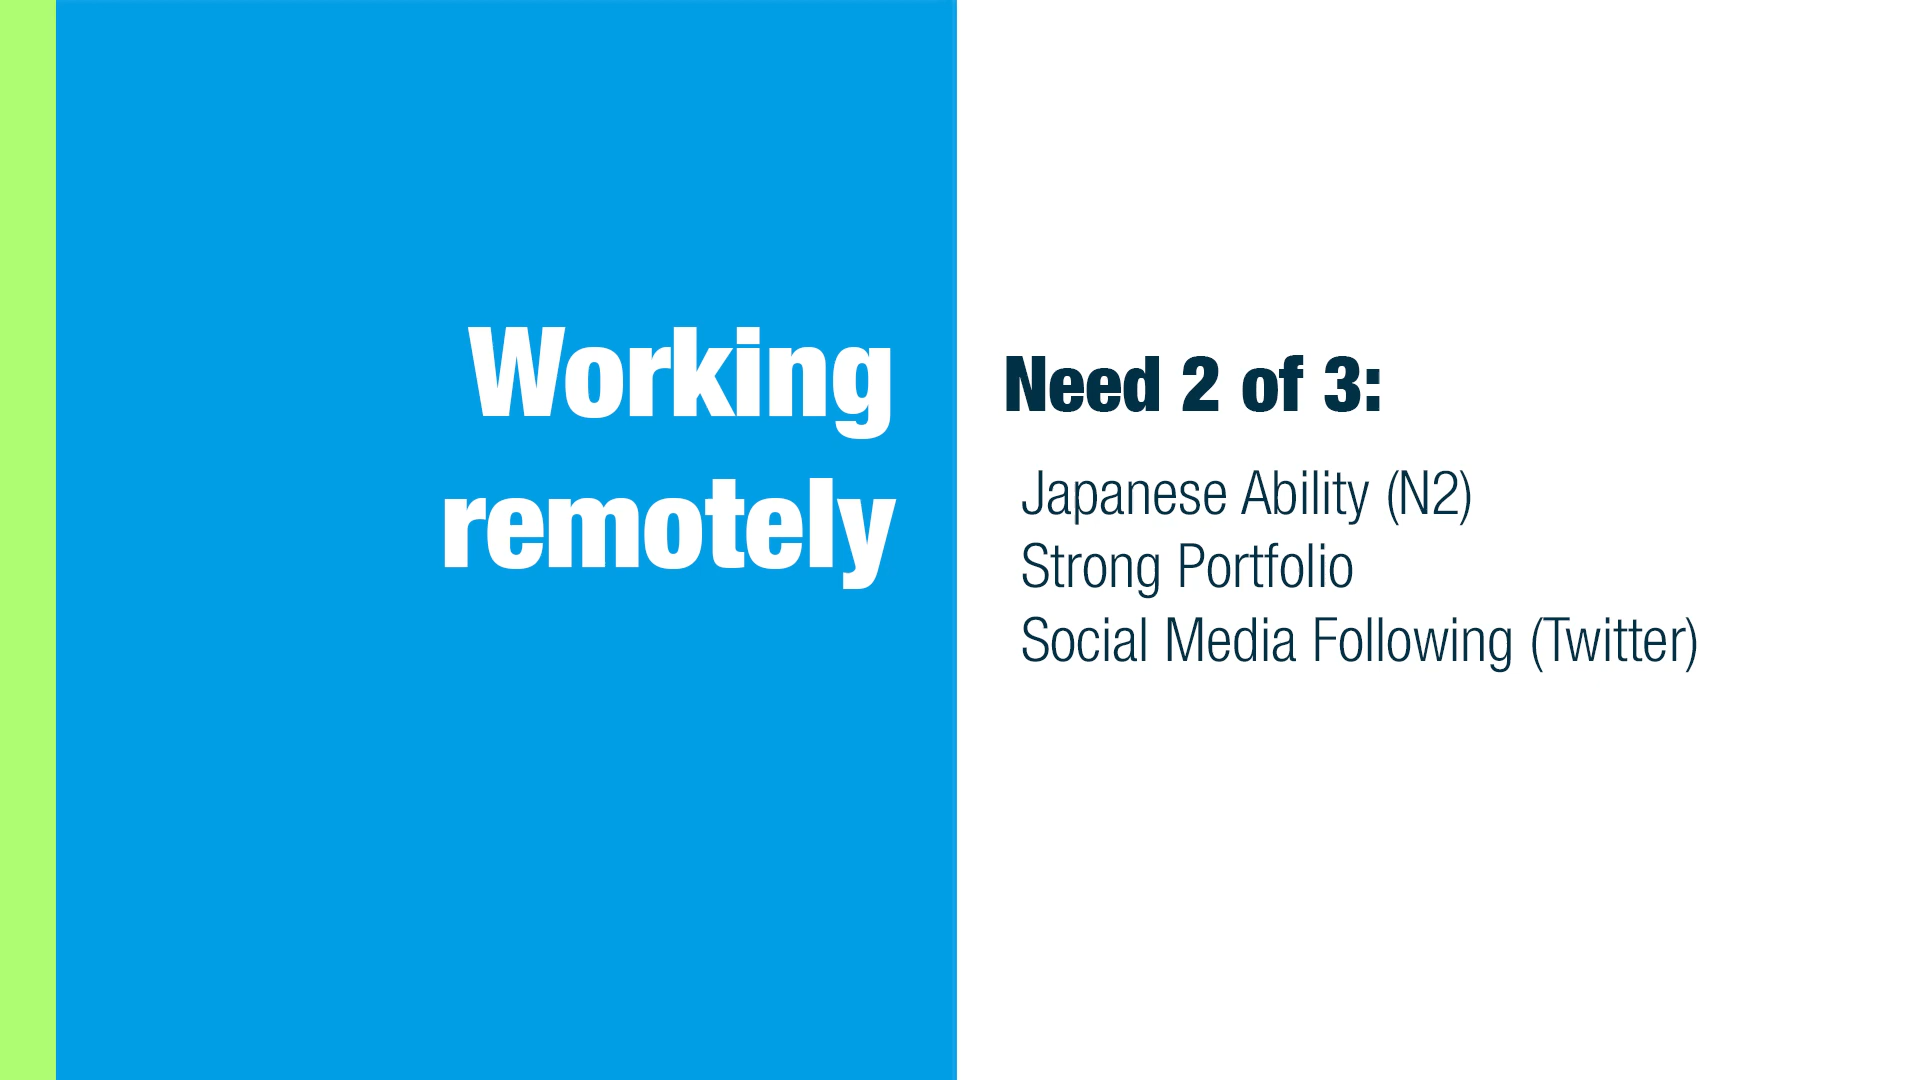 Working
remotely
Need 2 of 3:
Japanese Ability (N2)
Strong Portfolio
Social Media Following (Twitter)